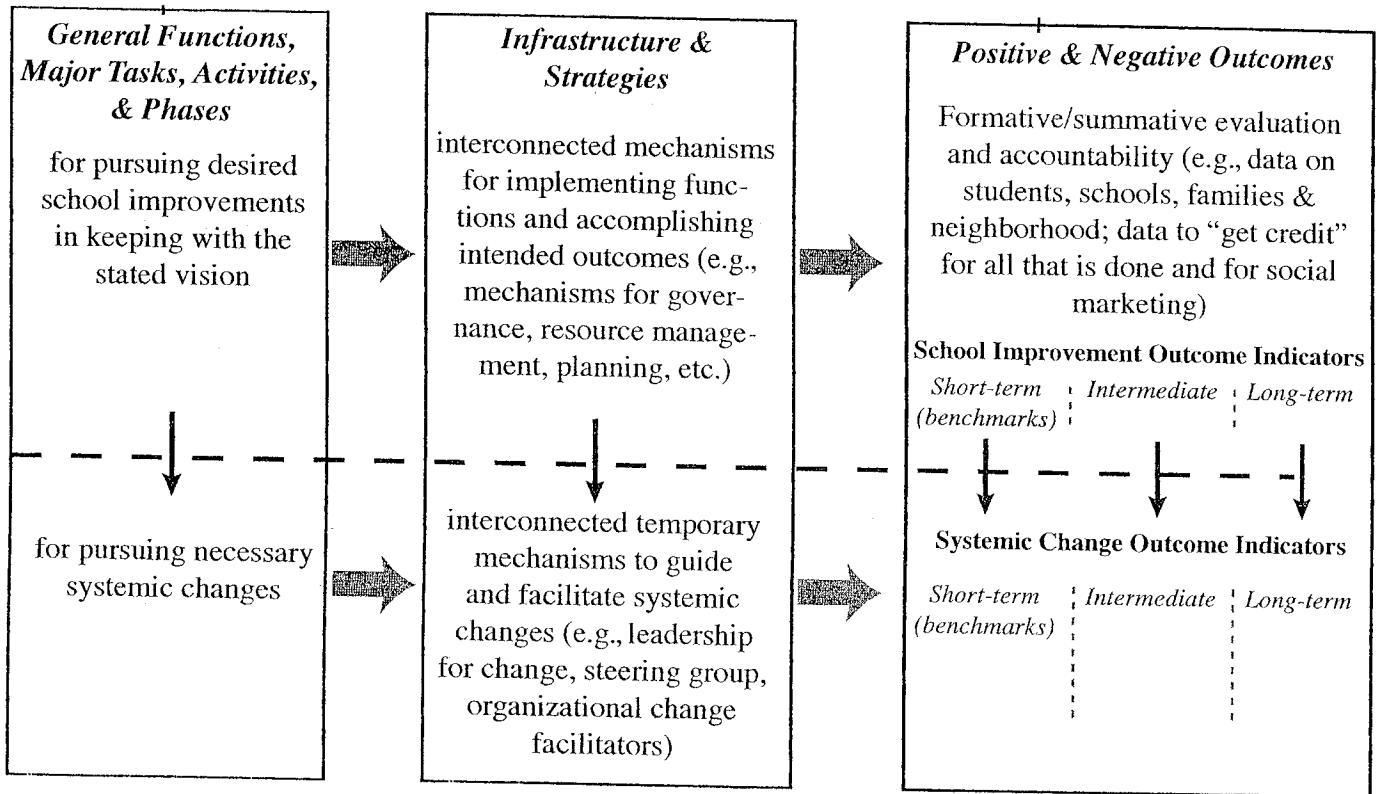 General Functions,
Major Tasks, Activities,
& Phases
for pursuing desired
school improvements
in keeping with the
stated vision
for pursuing necessary
systemic changes
Infrastructure &
Strategies
interconnected mechanisms
for implementing func-
tions and accomplishing
intended outcomes (e.g.,
mechanisms for gover-
nance, resource manage-
ment, planning, etc.)
interconnected temporary
mechanisms to guide
and facilitate systemic
changes (e.g., leadership
for change, steering group,
organizational change
facilitators)
Positive & Negative Outcomes
Formative/summative evaluation
and accountability (e.g., data on
students, schools, families &
neighborhood; data to “get credit”
for all that is done and for social
marketing)
School Improvement Outcome Indicators
Short-term Intermediate Long-term
(benchmarks)
Systemic Change Outcome Indicators
Short-term Intermediate Long-term
(benchmarks)